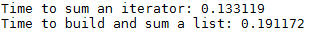 Time to sum an iterator: 0.133119
Time to build and sum a list: 0.191172